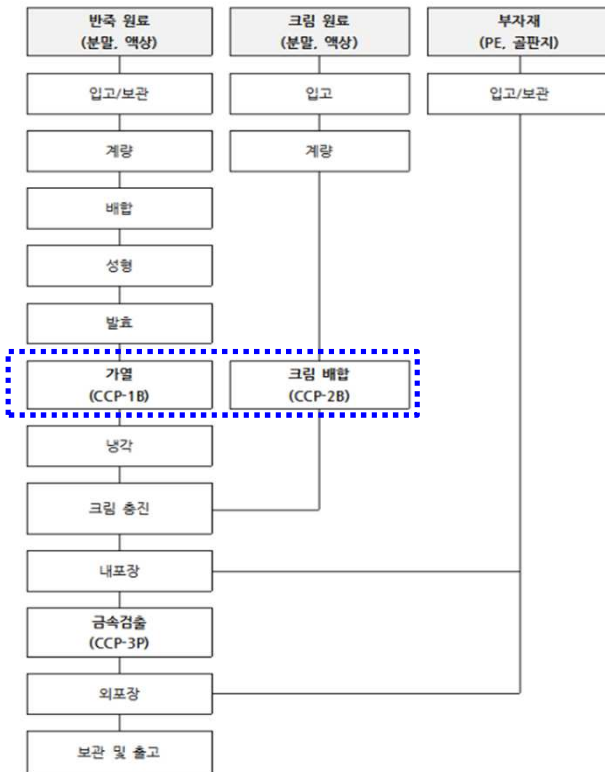 반죽 원료
(분말, 액상)
크림 원료
(분말, 액상)
부자재
(PE, 골판지)
입고/보관
입고
입고/보관
계량
계량
배합
성형
발효
가열
(CCP-1B)
크림 배합
(CCP-2B)
냉각
크림 충진
내포장
금속검출
(CCP-3P)
외포장
보관 및 출고